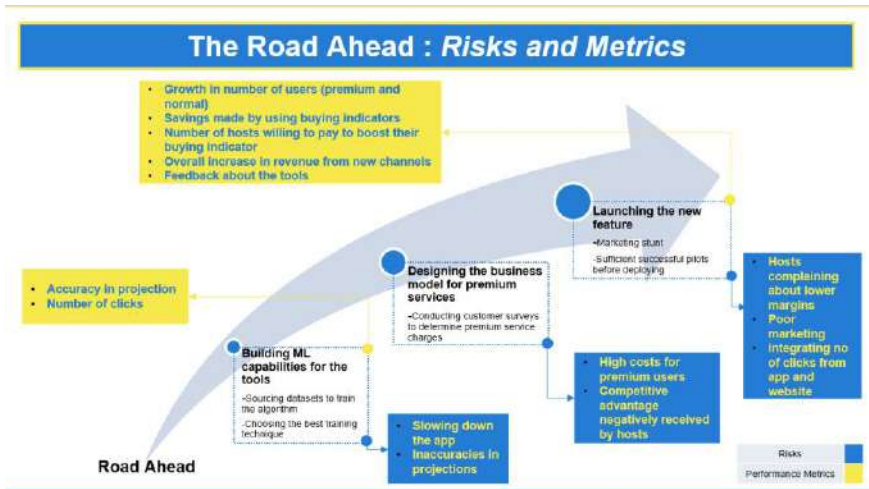 The Road Ahead : Risks and Metrics
• Growth in number of users (premium and
normal)
• Savings made by using buying indicators
• Number of hosts willing to pay to boost their
buying indicator
• Overall increase in revenue from new channels
• Feedback about the tools
Launching the new
feature
-Marketing stunt
-Sufficient successful pilots
before deploying
• Hosts
complaining
about lower
margins
• Poor
marketing
• Integrating no
of clicks from
app and
website
Designing the business
model for premium
services
-Conducting customer surveys
to determine premium service
charges
• Accuracy in projection
• Number of clicks
Building ML
capabilities for the
tools
-Sourcing datasets to train
the algorithm
-Choosing the best training
technique
• High costs for
premium users
• Competitive
advantage
negatively received
by hosts
• Slowing down
the app
• Inaccuracies in
projections
Road Ahead
Risks
Performance Metrics